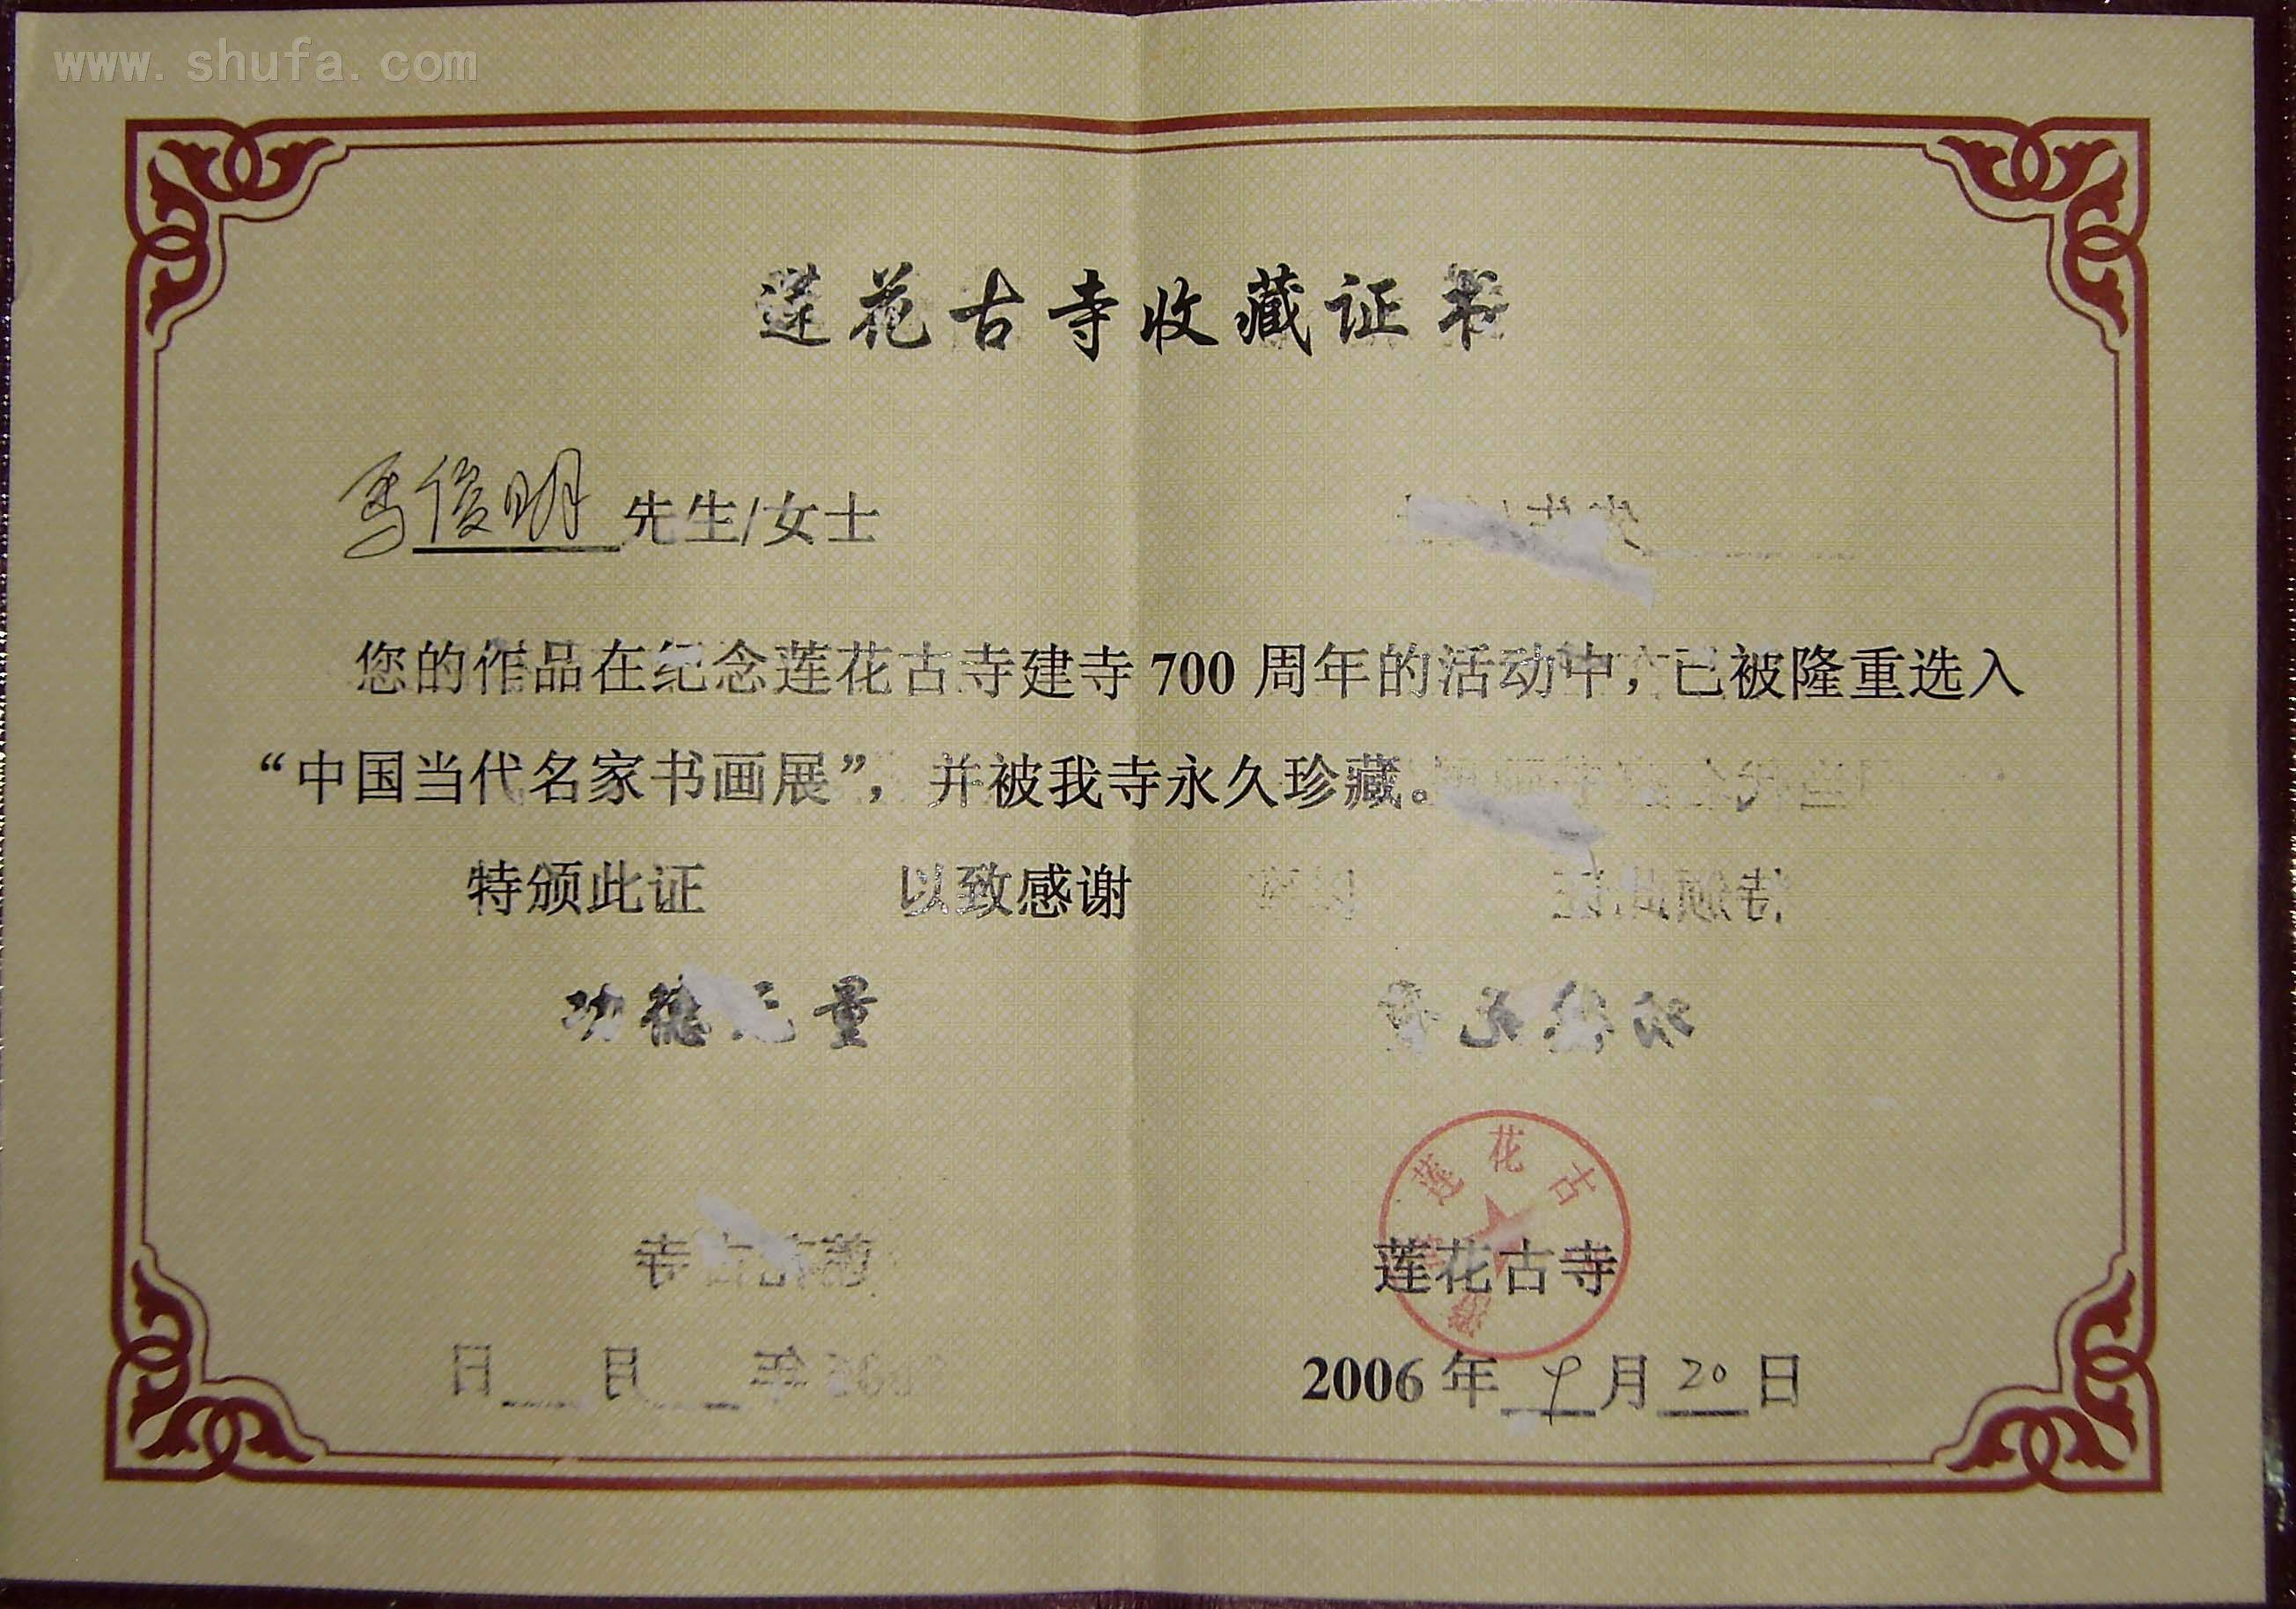 www.shufa.com
莲花古寺收藏证书
马俊明 先生/女士
您的作品在纪念莲花古寺建寺700周年的活动中，已被隆重选入
“中国当代名家书画展”，并被我寺永久珍藏。
特颁此证 以致感谢
功德无量
莲花古
莲花古寺
2006年 9月 20日